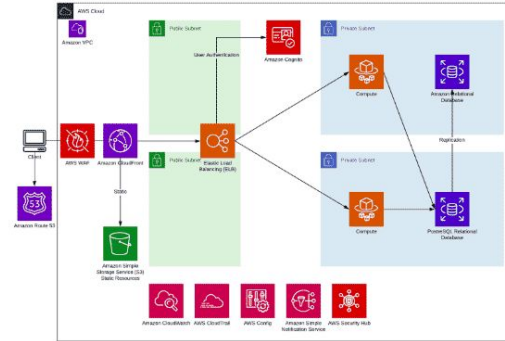 AWS Cloud
Amazon VPC
Public Subnet
Private Subnet
User Authentication
Amazon Cognito
Compute
Amazon Relational
Database
Client
AWS WAF
Amazon CloudFront
Public Subnet
Elastic Load
Balancing (ELB)
Replication
Private Subnet
Static
53
Amazon Route 53
Compute
PostgreSQL Relational
Database
Amazon Simple
Storage Service (S3)
Static Resources
Amazon CloudWatch
AWS CloudTrail
AWS Config
Amazon Simple
Notification Service
AWS Security Hub